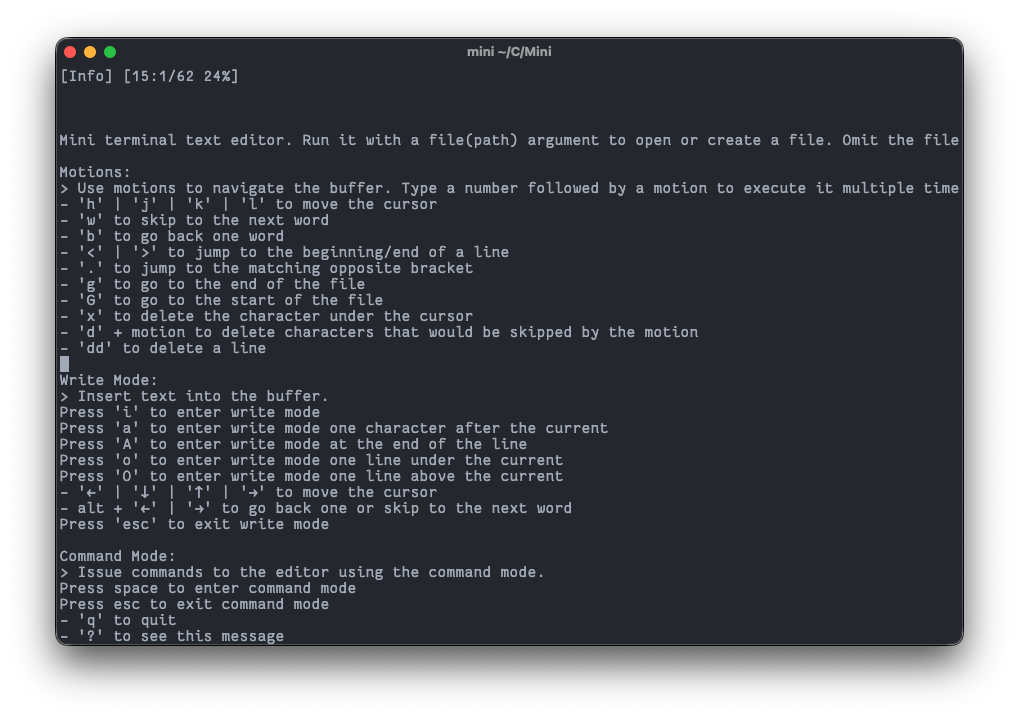 mini ~/C/Mini
[Info] [15:1/62 24%]
Mini terminal text editor. Run it with a file(path) argument to open or create a file. Omit the file
Motions:
> Use motions to navigate the buffer. Type a number followed by a motion to execute it multiple time
- 'h' | 'j' | 'k' | 'l' to move the cursor
- 'w' to skip to the next word
- 'b' to go back one word
- '<' | '>' to jump to the beginning/end of a line
- '.' to jump to the matching opposite bracket
- 'g' to go to the end of the file
- 'G' to go to the start of the file
- 'x' to delete the character under the cursor
- 'd' + motion to delete characters that would be skipped by the motion
- 'dd' to delete a line
Write Mode:
> Insert text into the buffer.
Press 'i' to enter write mode
Press 'a' to enter write mode one character after the current
Press 'A' to enter write mode at the end of the line
Press 'o' to enter write mode one line under the current
Press 'O' to enter write mode one line above the current
- '←' | '↓' | '↑' | '→' to move the cursor
- alt + '←' | '→' to go back one or skip to the next word
Press 'esc' to exit write mode
Command Mode:
> Issue commands to the editor using the command mode.
Press space to enter command mode
Press esc to exit command mode
- 'q' to quit
- '?' to see this message